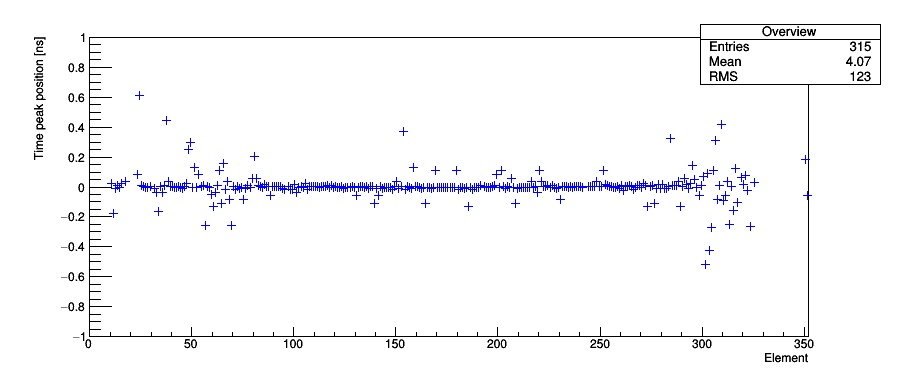 Overview
Entries 315
Mean 4.07
RMS 123
Time peak position [ns]
1
0.8
0.6
0.4
0.2
0
−0.2
−0.4
−0.6
−0.8
−1
0 50 100 150 200 250 300 350
Element